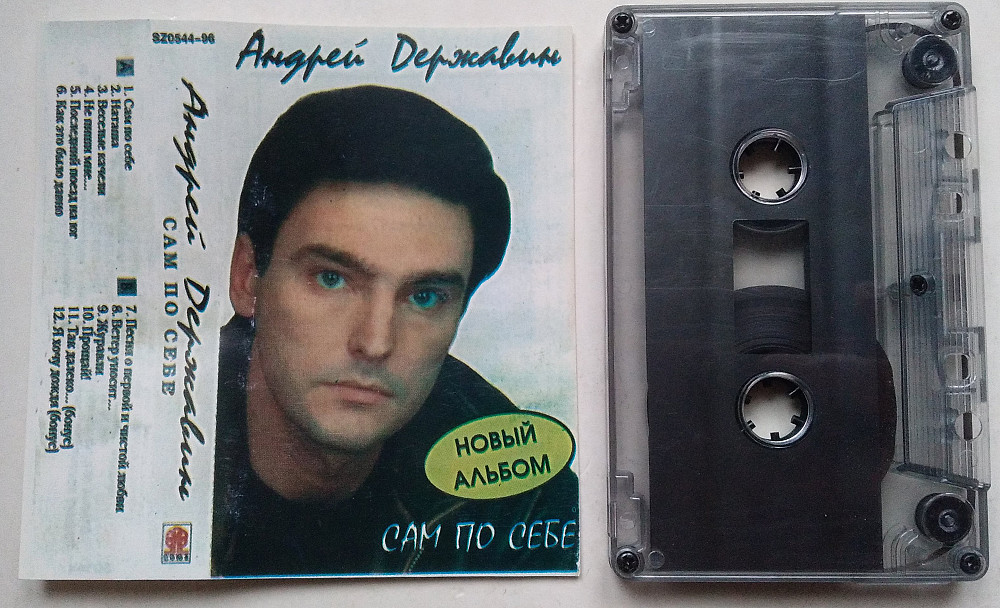 SZ0544-96
A
1. Сам по себе
2. Наташа
3. Веселые качели
4. Не пиши мне...
5. Последний поезд на юг
6. Как это было давно
B
7. Песня о первой и чистой любви
8. Ветер уносит...
9. Журавли
10. Прощай!
11. Так далеко... (бонус)
12. Я хочу дождя (бонус)
Андрей Державин
САМ ПО СЕБЕ
СОЮЗ
Андрей Державин
НОВЫЙ
АЛЬБОМ
САМ ПО СЕБЕ